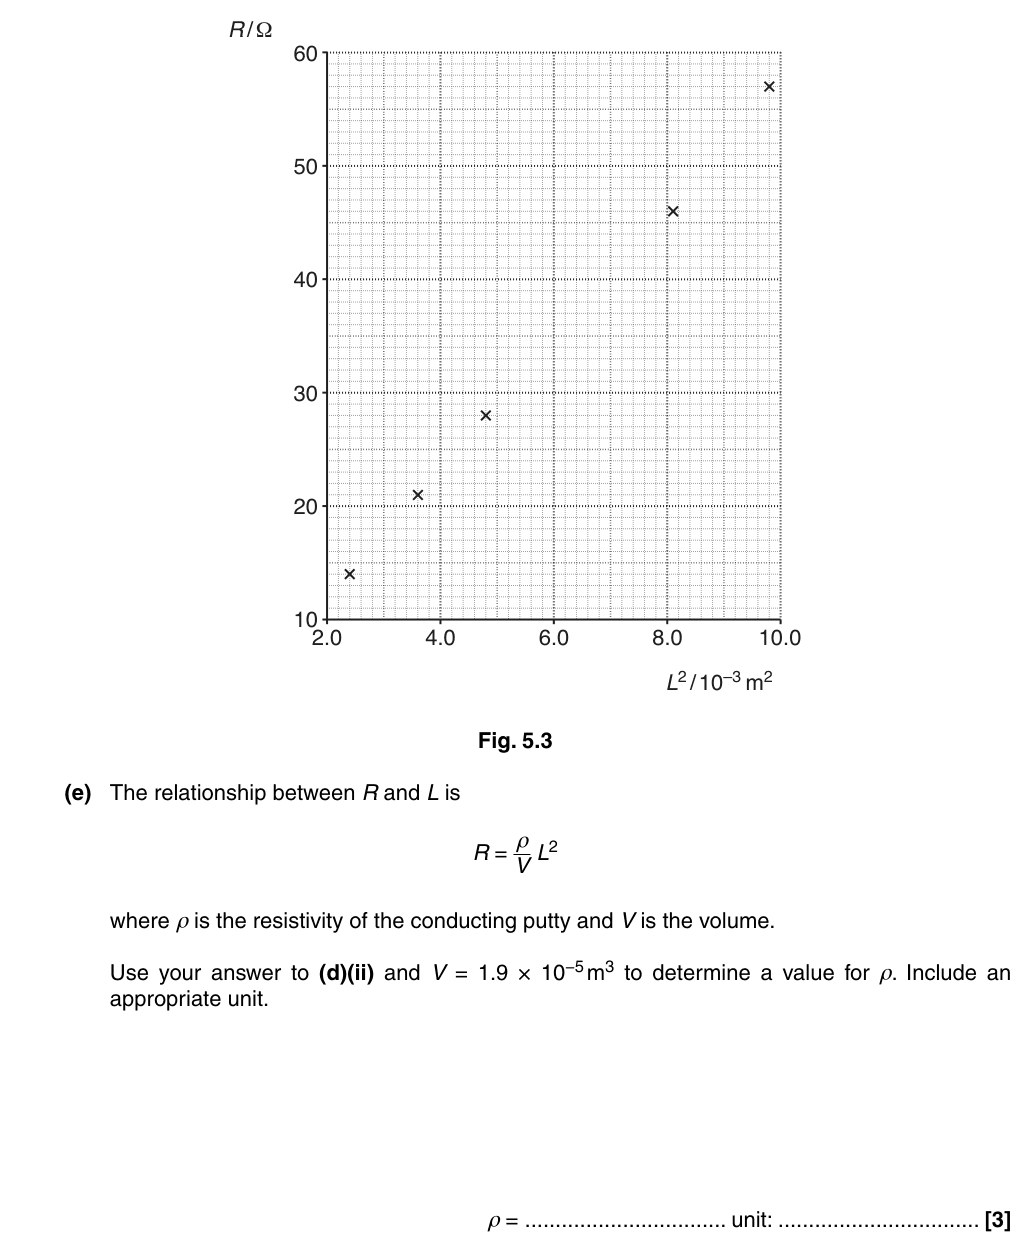 R/Ω
60
50
40
30
20
10
2.0 4.0 6.0 8.0 10.0
L²/10⁻³ m²
Fig. 5.3
(e) The relationship between R and L is
R = ρ/V L²
where ρ is the resistivity of the conducting putty and V is the volume.
Use your answer to (d)(ii) and V = 1.9 × 10⁻⁵ m³ to determine a value for ρ. Include an
appropriate unit.
ρ = ................................. unit: ................................. [3]